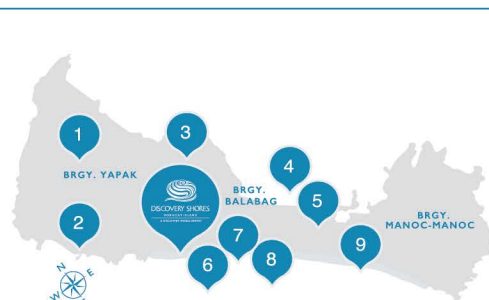 1
3
4
BRGY. YAPAK
DISCOVERY SHORES
BORACAY ISLAND
BRGY.
BALABAG
5
BRGY.
MANOC-MANOC
2
7
9
6
8
N
E
W